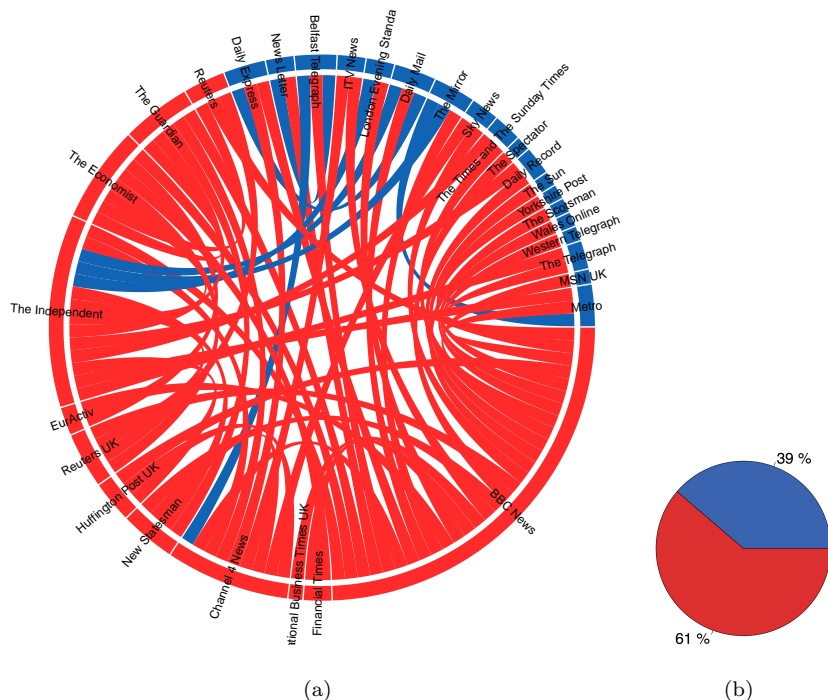 Reuters
Daily Express
News Letter
Belfast Telegraph
ITV News
London Evening Standa
Daily Mail
The Mirror
Sky News
The Times and The Sunday Times
The Spectator
Daily Record
The Sun
Yorkshire Post
The Scotsman
Wales Online
Western Telegraph
The Telegraph
MSN UK
Metro
The Guardian
The Economist
The Independent
EurActiv
Reuters UK
Huffington Post UK
New Statesman
Channel 4 News
ational Business Times UK
Financial Times
BBC News
39 %
61 %
(a)
(b)